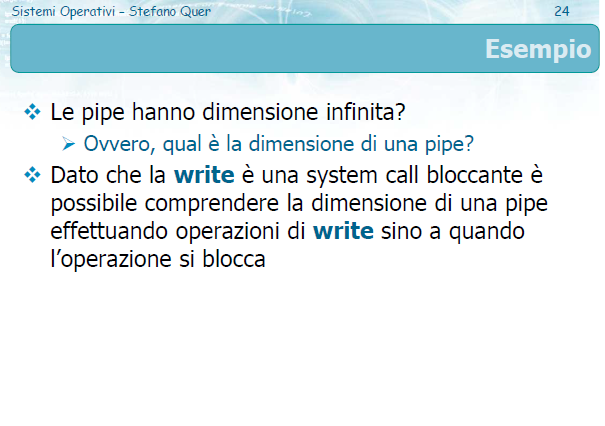 Sistemi Operativi - Stefano Quer 24
Esempio
Le pipe hanno dimensione infinita?
Ovvero, qual è la dimensione di una pipe?
Dato che la write è una system call bloccante è
possibile comprendere la dimensione di una pipe
effettuando operazioni di write sino a quando
l'operazione si blocca